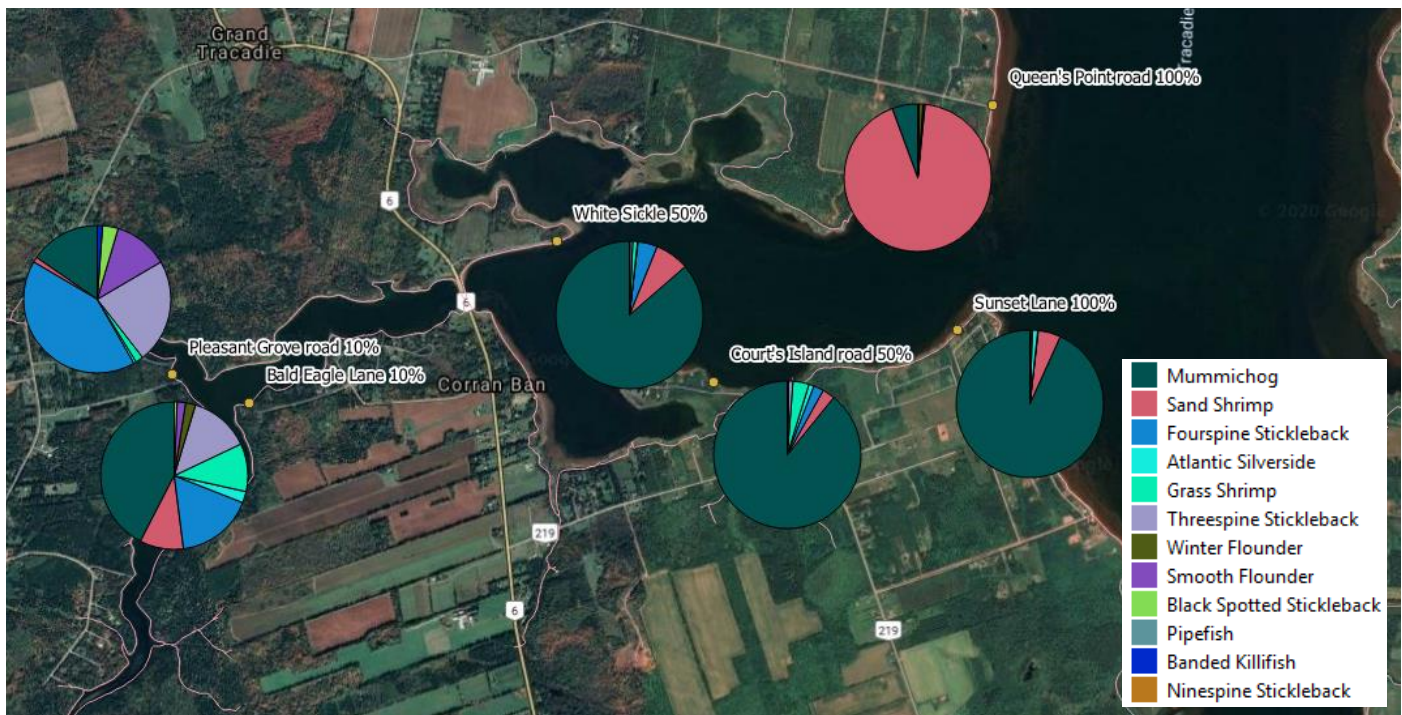 Grand
Tracadie
Tracadie
Queen's Point road 100%
© 2020 Google
6
White Sickle 50%
6
Sunset Lane 100%
Pleasant Grove road 10%
Court's Island road 50%
Bald Eagle Lane 10%
Corran Ban
219
6
219
Mummichog
Sand Shrimp
Fourspine Stickleback
Atlantic Silverside
Grass Shrimp
Threespine Stickleback
Winter Flounder
Smooth Flounder
Black Spotted Stickleback
Pipefish
Banded Killifish
Ninespine Stickleback